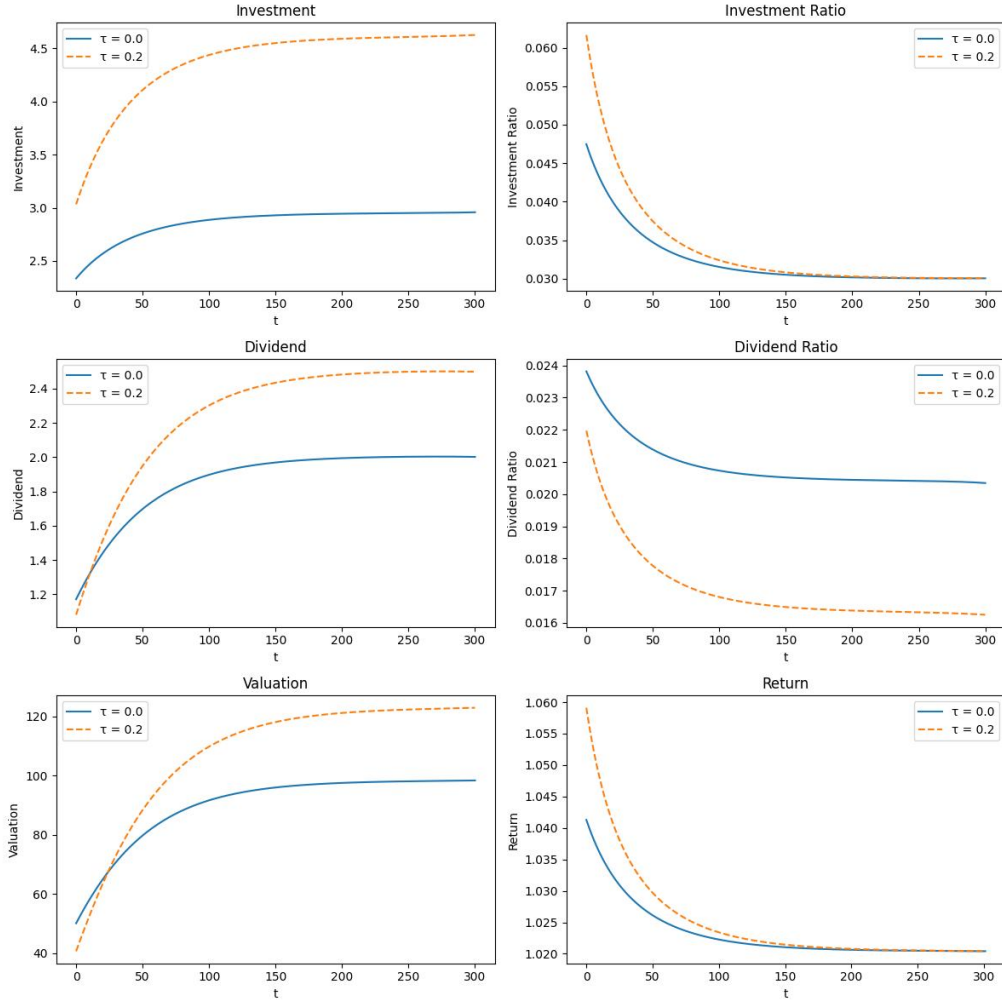 Investment
τ = 0.0
τ = 0.2
4.5
4.0
3.5
3.0
2.5
Investment
0 50 100 150 200 250 300
t
Investment Ratio
τ = 0.0
τ = 0.2
0.060
0.055
0.050
0.045
0.040
0.035
0.030
Investment Ratio
0 50 100 150 200 250 300
t
Dividend
τ = 0.0
τ = 0.2
2.4
2.2
2.0
1.8
1.6
1.4
1.2
Dividend
0 50 100 150 200 250 300
t
Dividend Ratio
τ = 0.0
τ = 0.2
0.024
0.023
0.022
0.021
0.020
0.019
0.018
0.017
0.016
Dividend Ratio
0 50 100 150 200 250 300
t
Valuation
τ = 0.0
τ = 0.2
120
100
80
60
40
Valuation
0 50 100 150 200 250 300
t
Return
τ = 0.0
τ = 0.2
1.060
1.055
1.050
1.045
1.040
1.035
1.030
1.025
1.020
Return
0 50 100 150 200 250 300
t